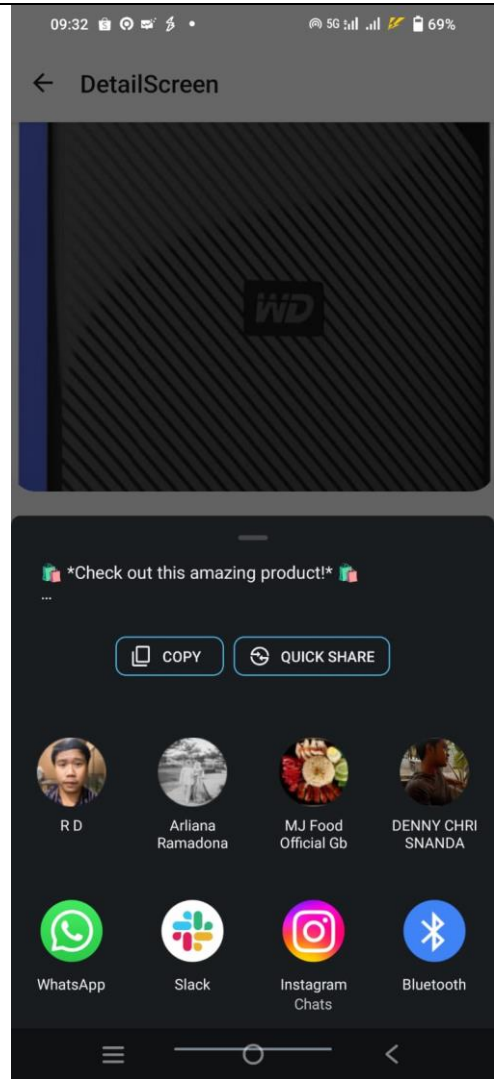 09:32
5G
69%
DetailScreen
WD
🛍️ *Check out this amazing product!* 🛍️
...
COPY
QUICK SHARE
R D
Arliana
Ramadona
MJ Food
Official Gb
DENNY CHRI
SNANDA
WhatsApp
Slack
Instagram
Chats
Bluetooth